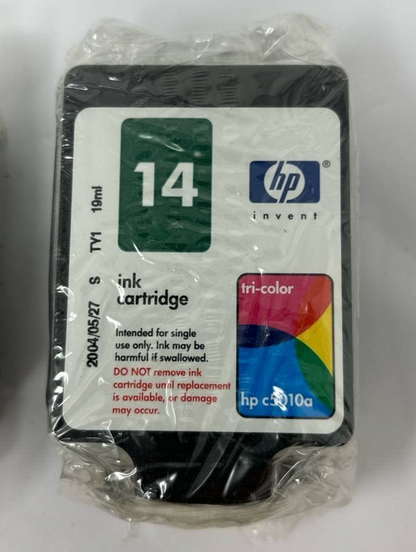 14
hp®
invent
2004/05/27 S TY1 19ml
ink
cartridge
Intended for single
use only. Ink may be
harmful if swallowed.
DO NOT remove ink
cartridge until replacement
is available, or damage
may occur.
tri-color
hp c5010a